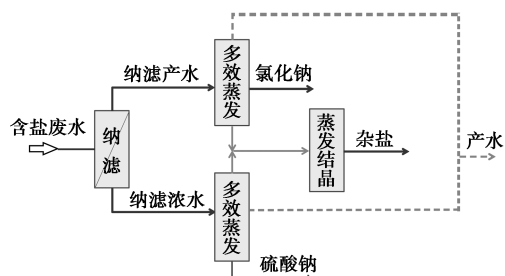 纳滤产水
多效蒸发
氯化钠
含盐废水
纳滤
蒸发结晶
杂盐
产水
纳滤浓水
多效蒸发
硫酸钠